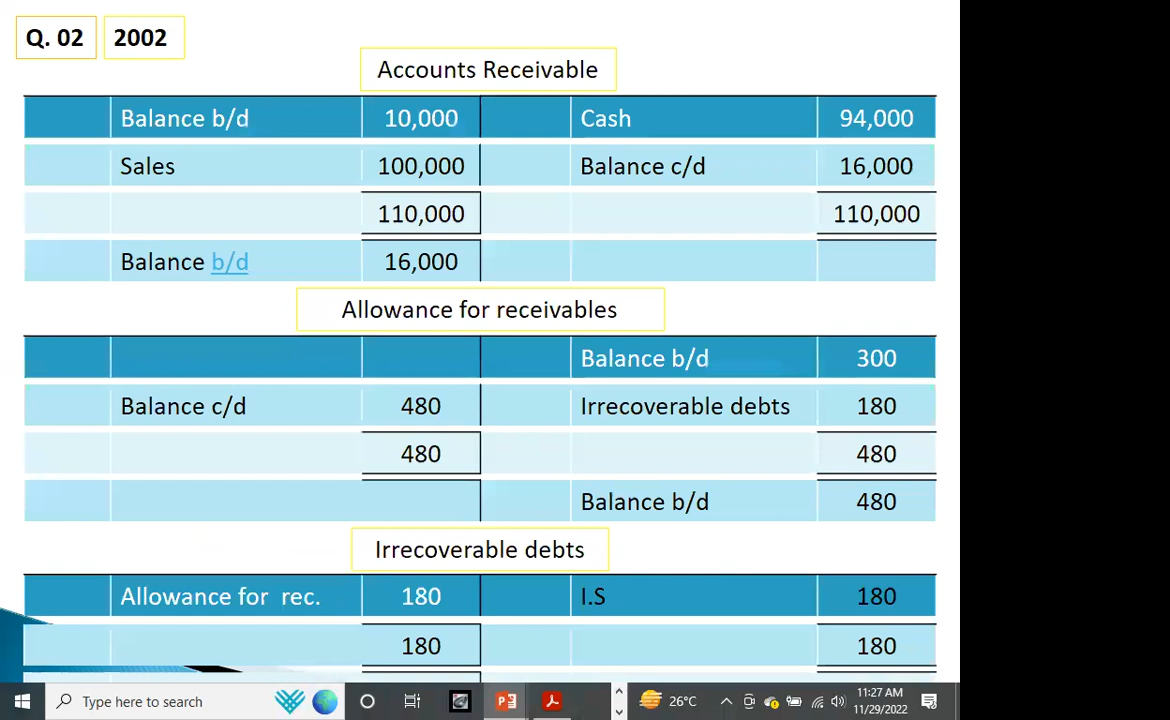 Q. 02 2002
Accounts Receivable
Balance b/d 10,000 Cash 94,000
Sales 100,000 Balance c/d 16,000
110,000 110,000
Balance b/d 16,000
Allowance for receivables
Balance b/d 300
Balance c/d 480 Irrecoverable debts 180
480 480
Balance b/d 480
Irrecoverable debts
Allowance for rec. 180 I.S 180
180 180
Type here to search 26°C 11:27 AM
11/29/2022